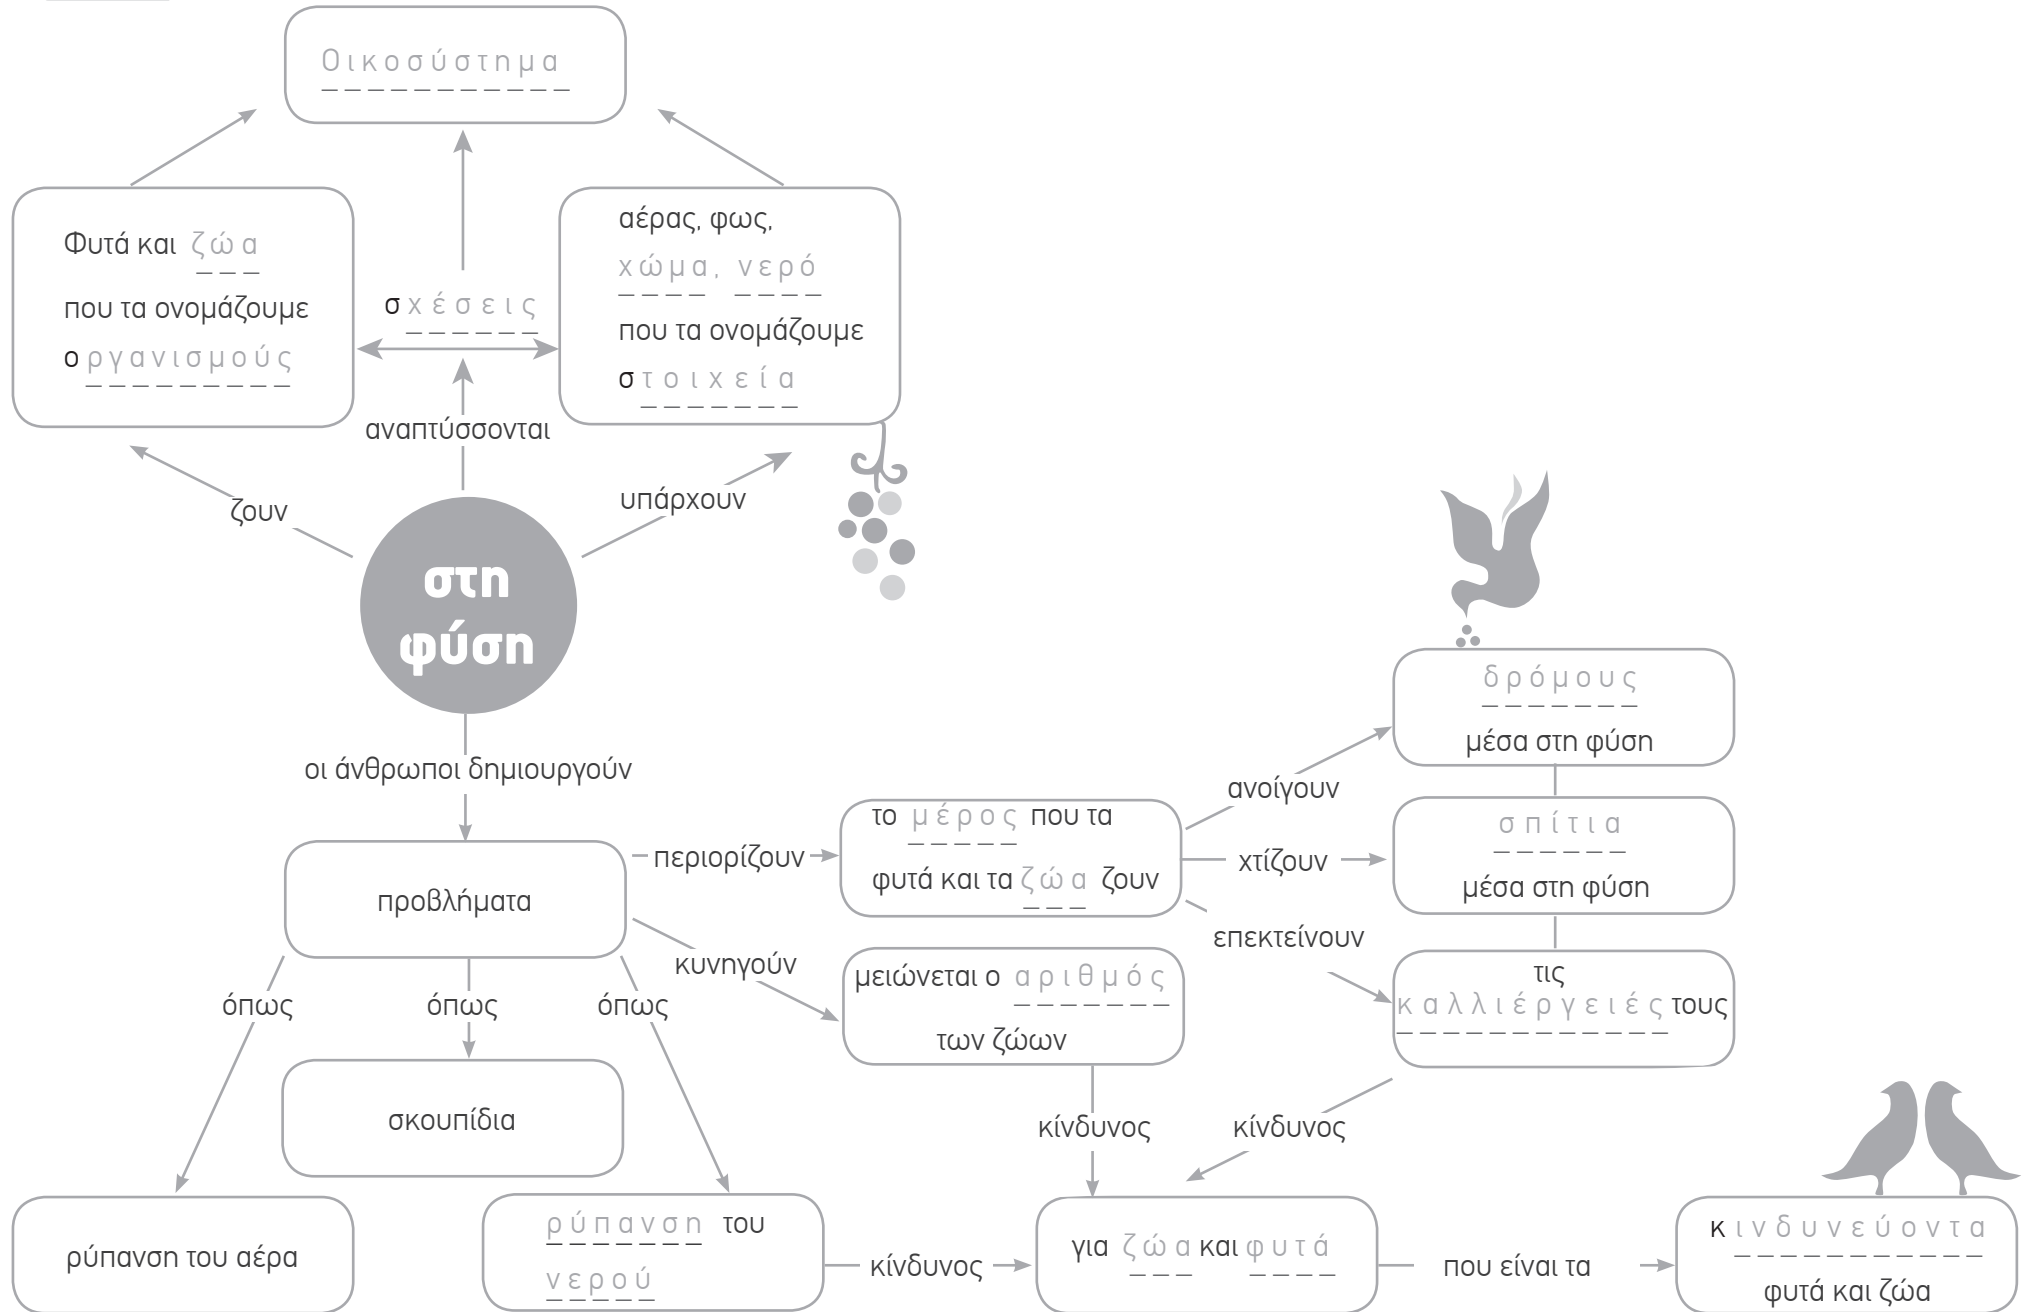 Οικοσύστημα
Φυτά και ζώα
που τα ονομάζουμε
οργανισμούς
σχέσεις
αέρας, φως,
χώμα, νερό
που τα ονομάζουμε
στοιχεία
αναπτύσσονται
ζουν
υπάρχουν
στη
φύση
οι άνθρωποι δημιουργούν
προβλήματα
περιορίζουν
το μέρος που τα
φυτά και τα ζώα ζουν
ανοίγουν
δρόμους
μέσα στη φύση
χτίζουν
σπίτια
μέσα στη φύση
επεκτείνουν
τις
καλλιέργειές τους
κυνηγούν
μειώνεται ο αριθμός
των ζώων
όπως
όπως
όπως
σκουπίδια
κίνδυνος
κίνδυνος
ρύπανση του αέρα
ρύπανση του
νερού
κίνδυνος
για ζώα και φυτά
που είναι τα
κινδυνεύοντα
φυτά και ζώα